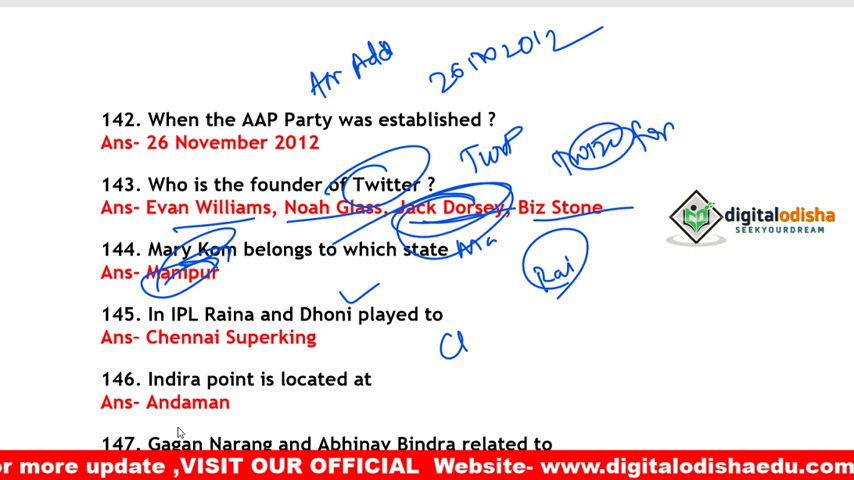 26 Nov 2012
142. When the AAP Party was established ?
Ans- 26 November 2012
143. Who is the founder of Twitter ?
Ans- Evan Williams, Noah Glass, Jack Dorsey, Biz Stone
144. Mary Kom belongs to which state
Ans- Manipur
145. In IPL Raina and Dhoni played to
Ans- Chennai Superking
146. Indira point is located at
Ans- Andaman
147. Gagan Narang and Abhinav Bindra related to
digitalodisha
SEEKYOURDREAM
or more update ,VISIT OUR OFFICIAL Website- www.digitalodishaedu.com